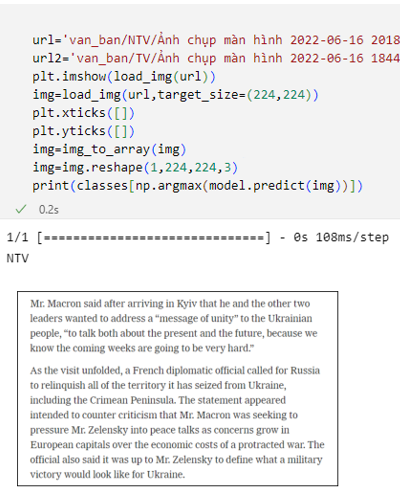 url='van_ban/NTV/Ảnh chụp màn hình 2022-06-16 2018
url2='van_ban/TV/Ảnh chụp màn hình 2022-06-16 1844
plt.imshow(load_img(url))
img=load_img(url,target_size=(224,224))
plt.xticks([])
plt.yticks([])
img=img_to_array(img)
img=img.reshape(1,224,224,3)
print(classes[np.argmax(model.predict(img))])
0.2s
1/1 [==============================] - 0s 108ms/step
NTV
Mr. Macron said after arriving in Kyiv that he and the other two
leaders wanted to address a “message of unity” to the Ukrainian
people, “to talk both about the present and the future, because we
know the coming weeks are going to be very hard.”
As the visit unfolded, a French diplomatic official called for Russia
to relinquish all of the territory it has seized from Ukraine,
including the Crimean Peninsula. The statement appeared
intended to counter criticism that Mr. Macron was seeking to
pressure Mr. Zelensky into peace talks as concerns grow in
European capitals over the economic costs of a protracted war. The
official also said it was up to Mr. Zelensky to define what a military
victory would look like for Ukraine.